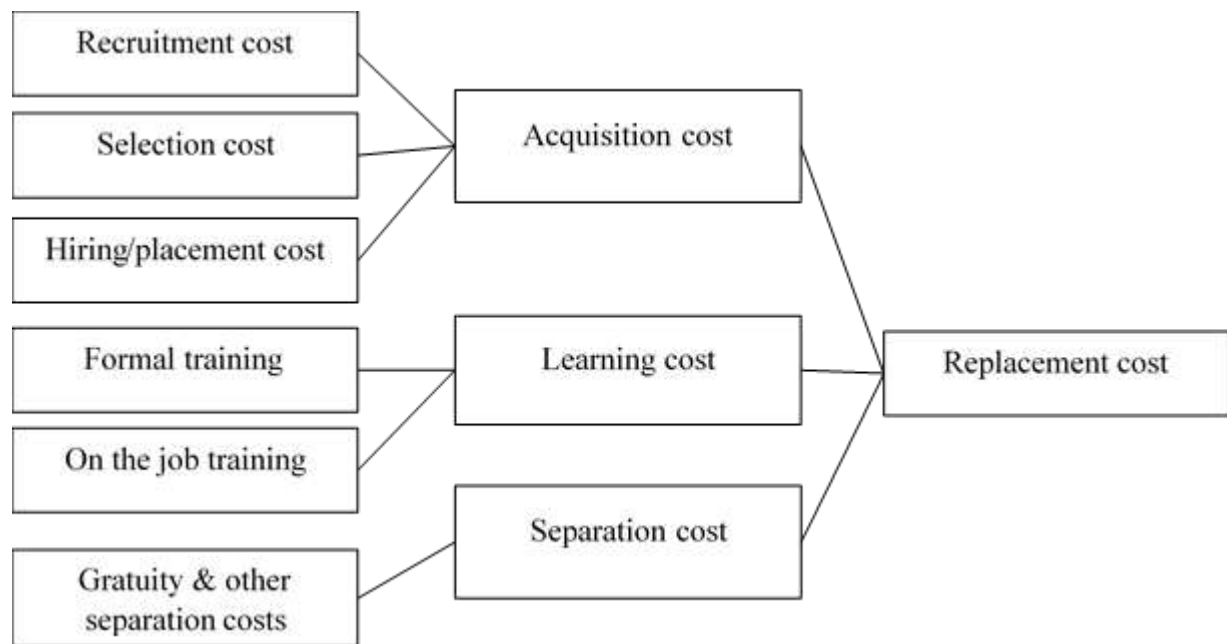 Recruitment cost
Selection cost
Hiring/placement cost
Formal training
On the job training
Gratuity & other
separation costs
Acquisition cost
Learning cost
Separation cost
Replacement cost